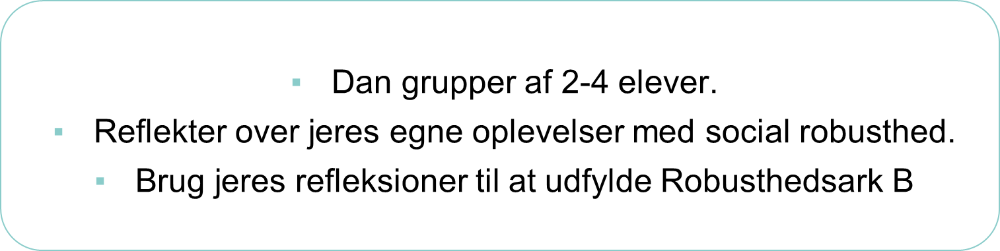 ▪ Dan grupper af 2-4 elever.
▪ Reflekter over jeres egne oplevelser med social robusthed.
▪ Brug jeres refleksioner til at udfylde Robusthedsark B